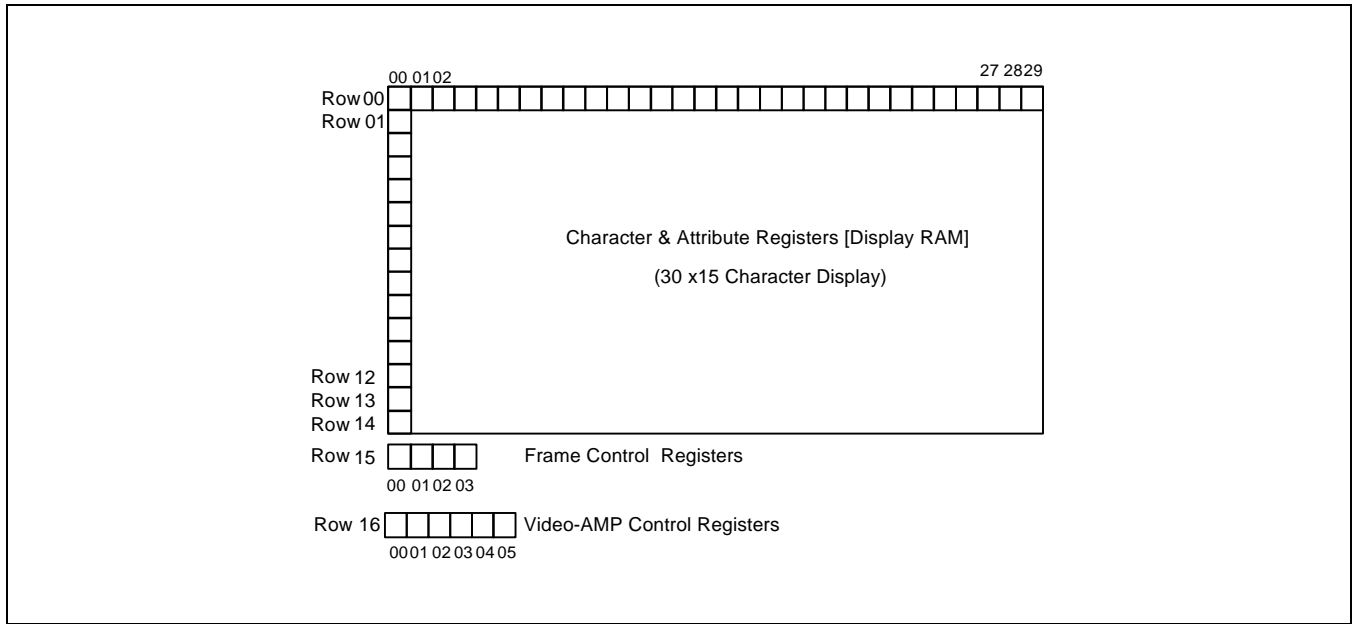 00 01 02 27 28 29
Row 00
Row 01
Character & Attribute Registers [Display RAM]
(30 x15 Character Display)
Row 12
Row 13
Row 14
Row 15 Frame Control Registers
00 01 02 03
Row 16 Video-AMP Control Registers
00 01 02 03 04 05